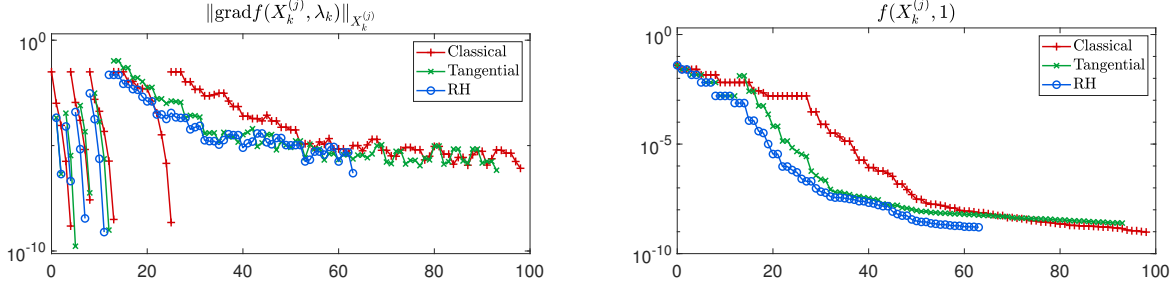 ‖grad f(X_k^{(j)}, λ_k)‖_{X_k^{(j)}}
10^0
10^{-10}
0 20 40 60 80 100
Classical
Tangential
RH
f(X_k^{(j)}, 1)
10^0
10^{-5}
10^{-10}
0 20 40 60 80 100
Classical
Tangential
RH